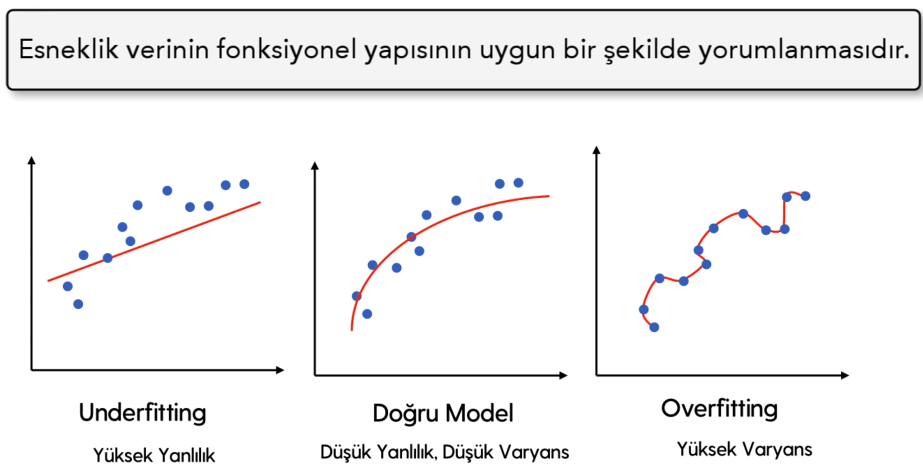 Esneklik verinin fonksiyonel yapısının uygun bir şekilde yorumlanmasıdır.
Underfitting
Yüksek Yanlılık
Doğru Model
Düşük Yanlılık, Düşük Varyans
Overfitting
Yüksek Varyans